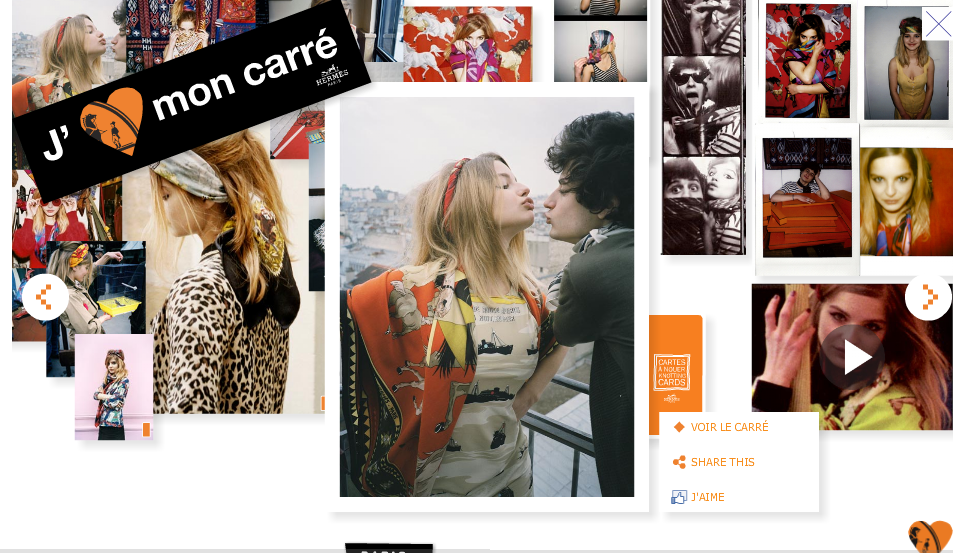 J' mon carré
HERMÈS
PARIS
CARTES
À NOUER
KNOTTING
CARDS
VOIR LE CARRÉ
SHARE THIS
J'AIME